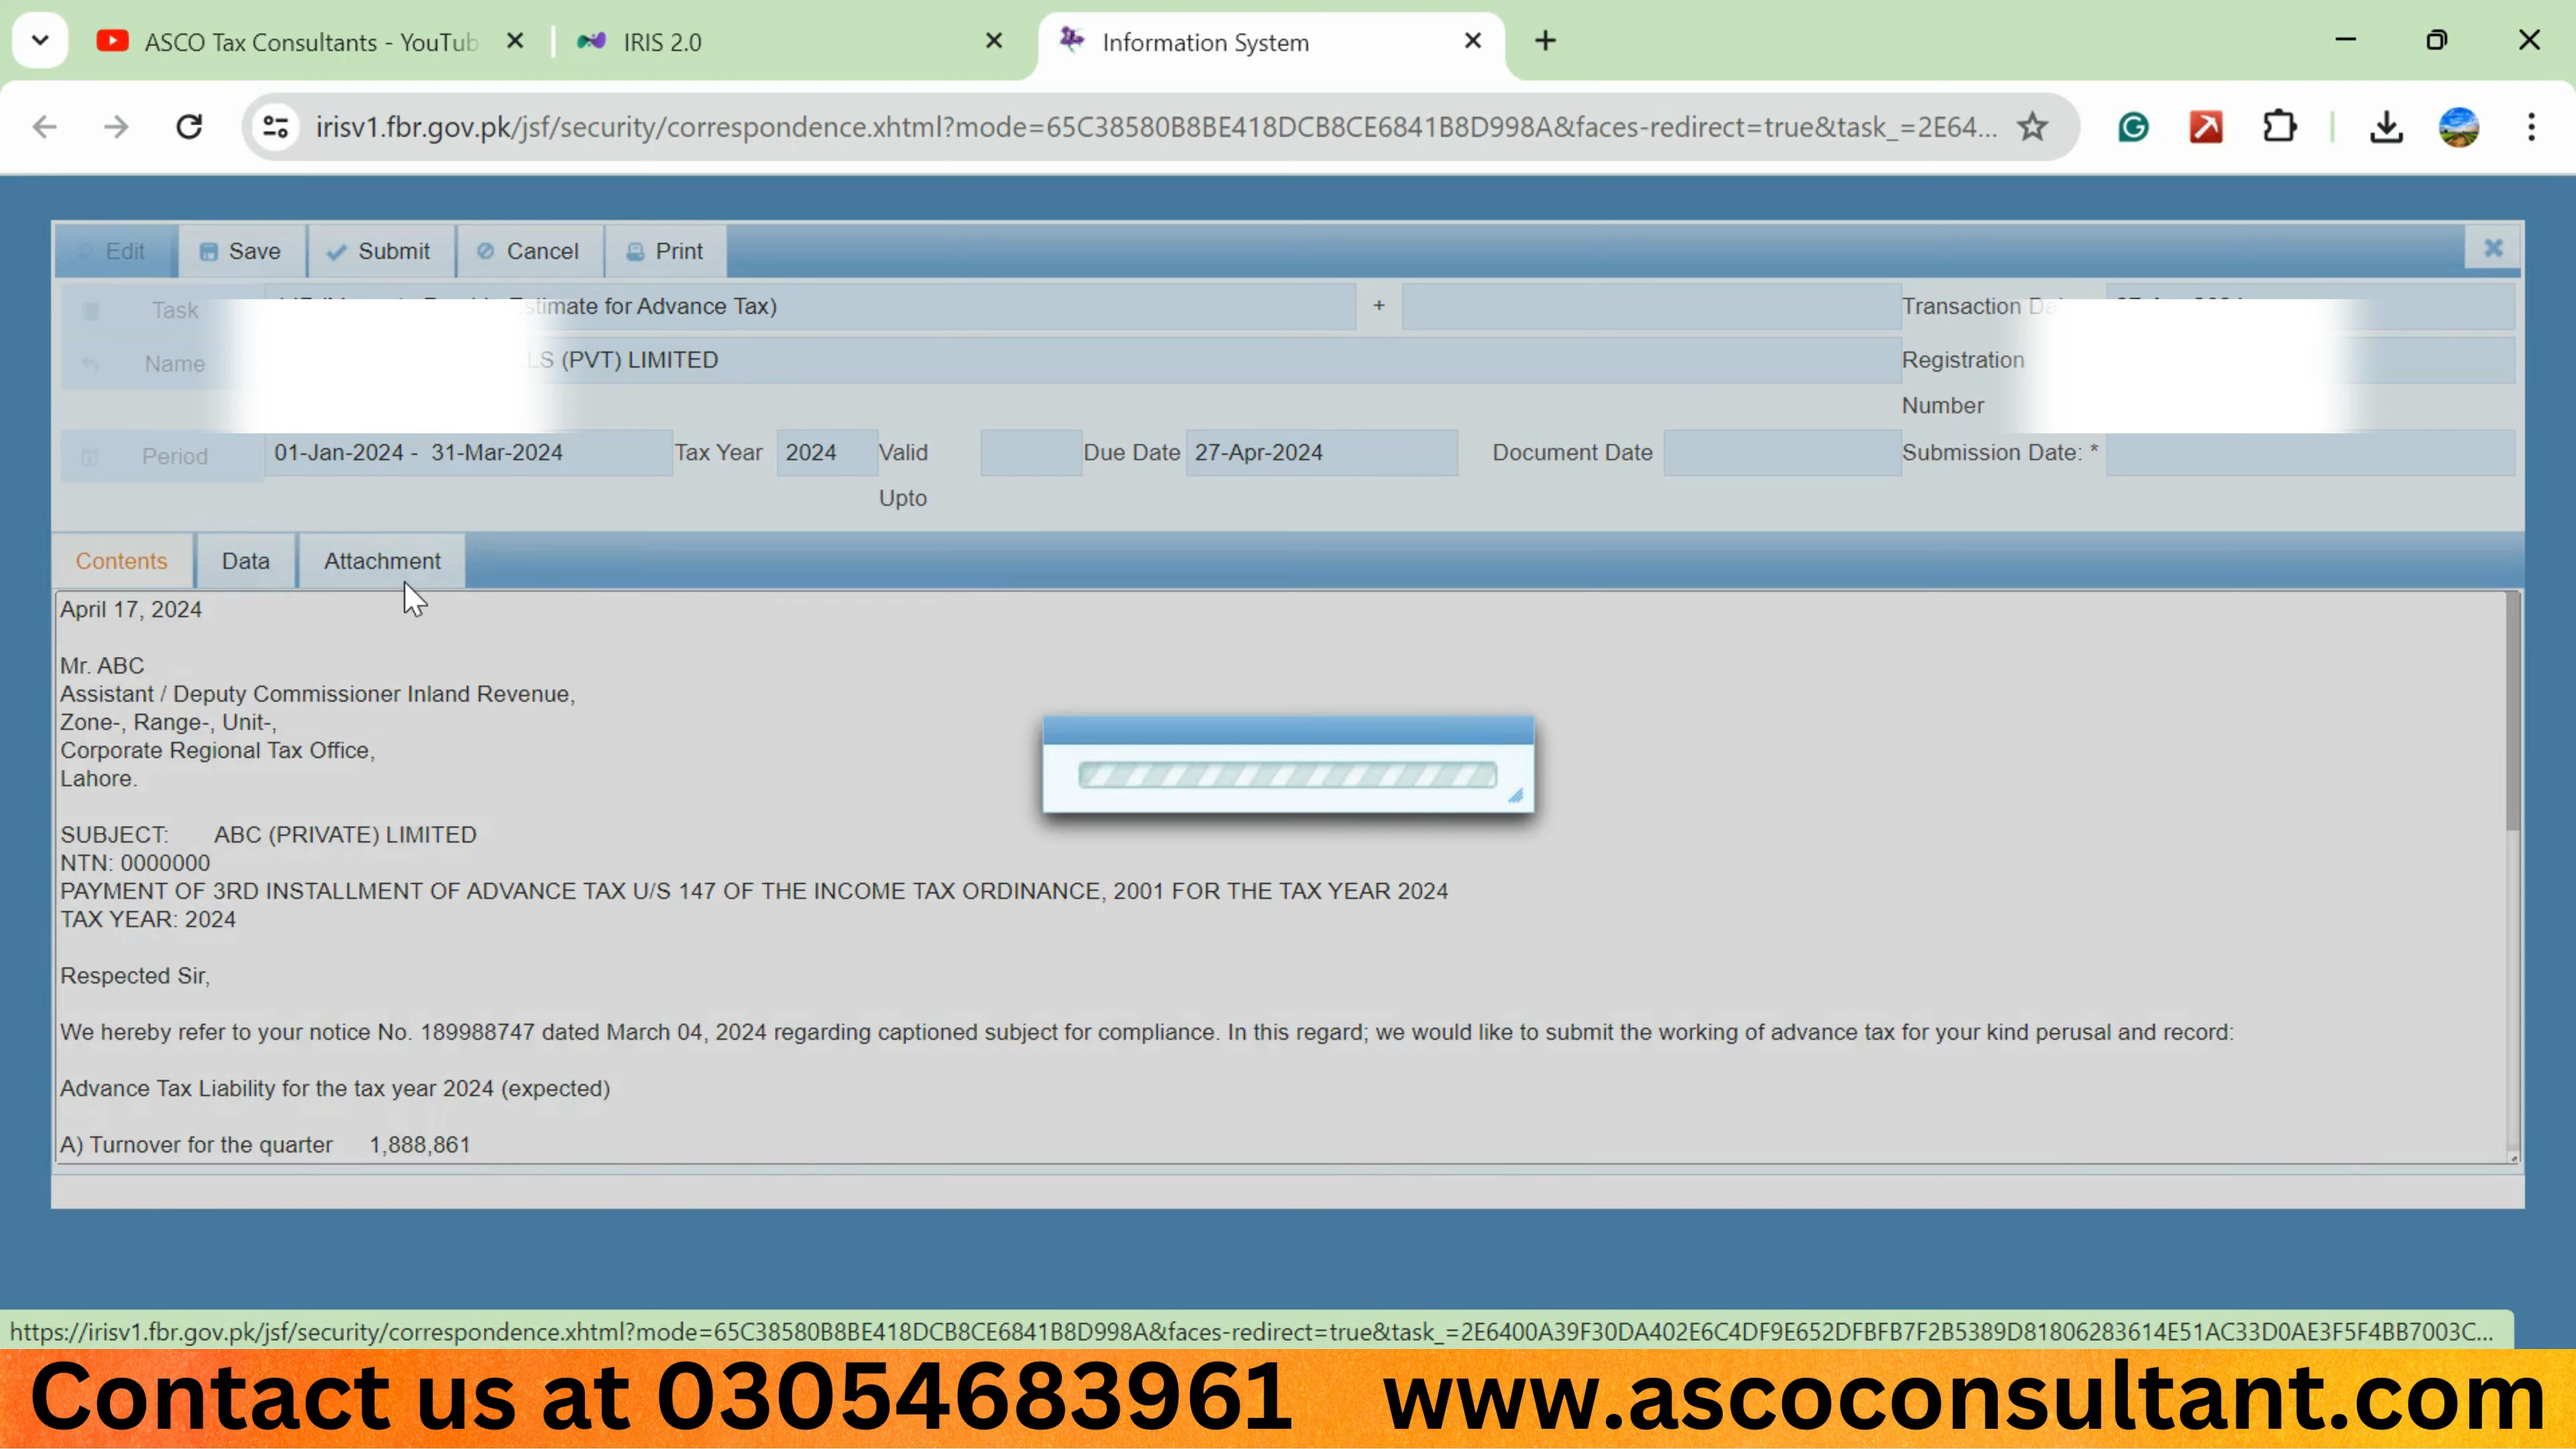 ASCO Tax Consultants - YouTub
IRIS 2.0
Information System
irisv1.fbr.gov.pk/jsf/security/correspondence.xhtml?mode=65C38580B8BE418DCB8CE6841B8D998A&faces-redirect=true&task_=2E64...
Edit Save Submit Cancel Print
Task Estimate for Advance Tax) + Transaction
Name LS (PVT) LIMITED Registration
Number
Period 01-Jan-2024 - 31-Mar-2024 Tax Year 2024 Valid Due Date 27-Apr-2024 Document Date Submission Date: *
Upto
Contents Data Attachment
April 17, 2024
Mr. ABC
Assistant / Deputy Commissioner Inland Revenue,
Zone-, Range-, Unit-,
Corporate Regional Tax Office,
Lahore.
SUBJECT: ABC (PRIVATE) LIMITED
NTN: 0000000
PAYMENT OF 3RD INSTALLMENT OF ADVANCE TAX U/S 147 OF THE INCOME TAX ORDINANCE, 2001 FOR THE TAX YEAR 2024
TAX YEAR: 2024
Respected Sir,
We hereby refer to your notice No. 189988747 dated March 04, 2024 regarding captioned subject for compliance. In this regard; we would like to submit the working of advance tax for your kind perusal and record:
Advance Tax Liability for the tax year 2024 (expected)
A) Turnover for the quarter 1,888,861
https://irisv1.fbr.gov.pk/jsf/security/correspondence.xhtml?mode=65C38580B8BE418DCB8CE6841B8D998A&faces-redirect=true&task_=2E6400A39F30DA402E6C4DF9E652DFBFB7F2B5389D81806283614E51AC33D0AE3F5F4BB7003C...
Contact us at 03054683961 www.ascoconsultant.com